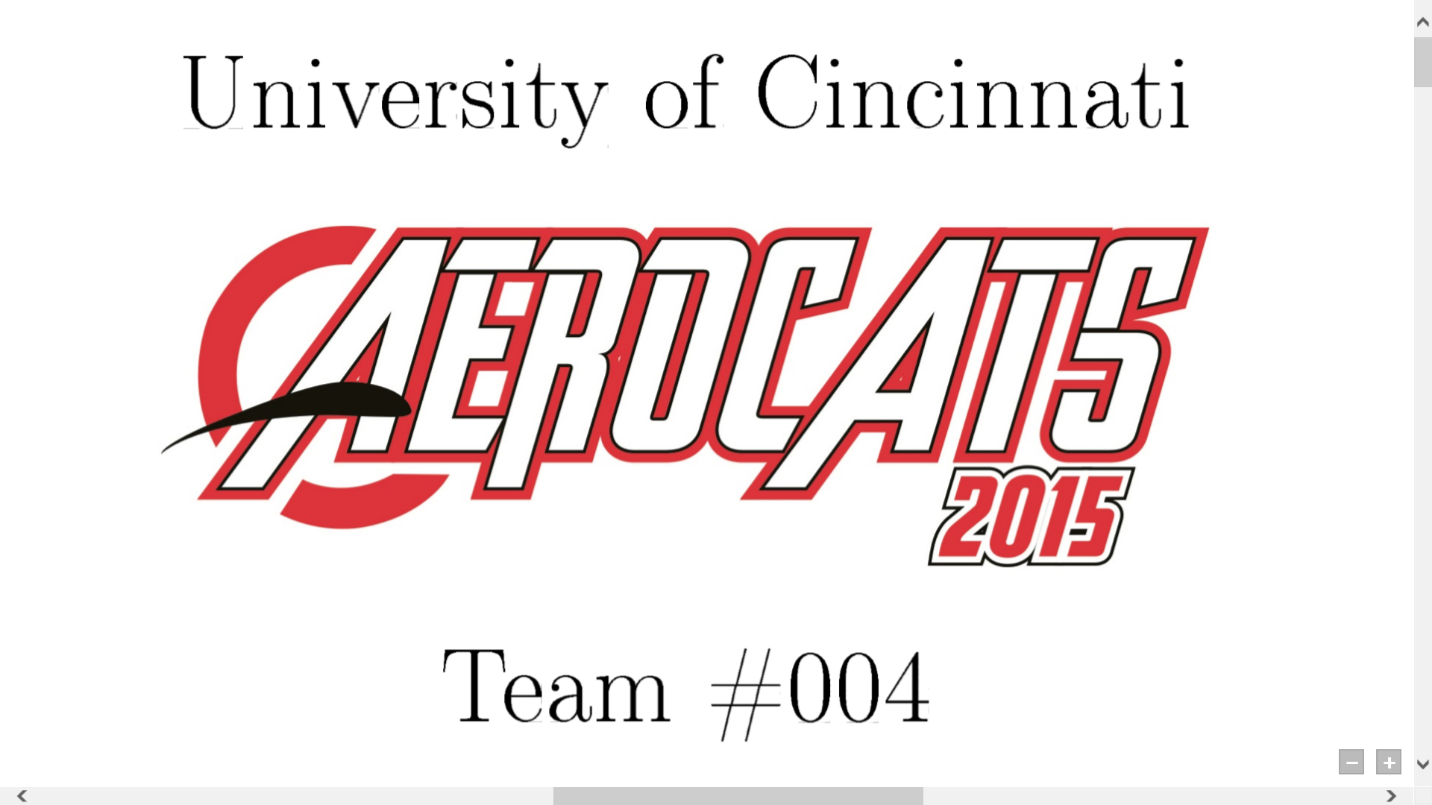 University of Cincinnati
AEROCATS
2015
Team #004